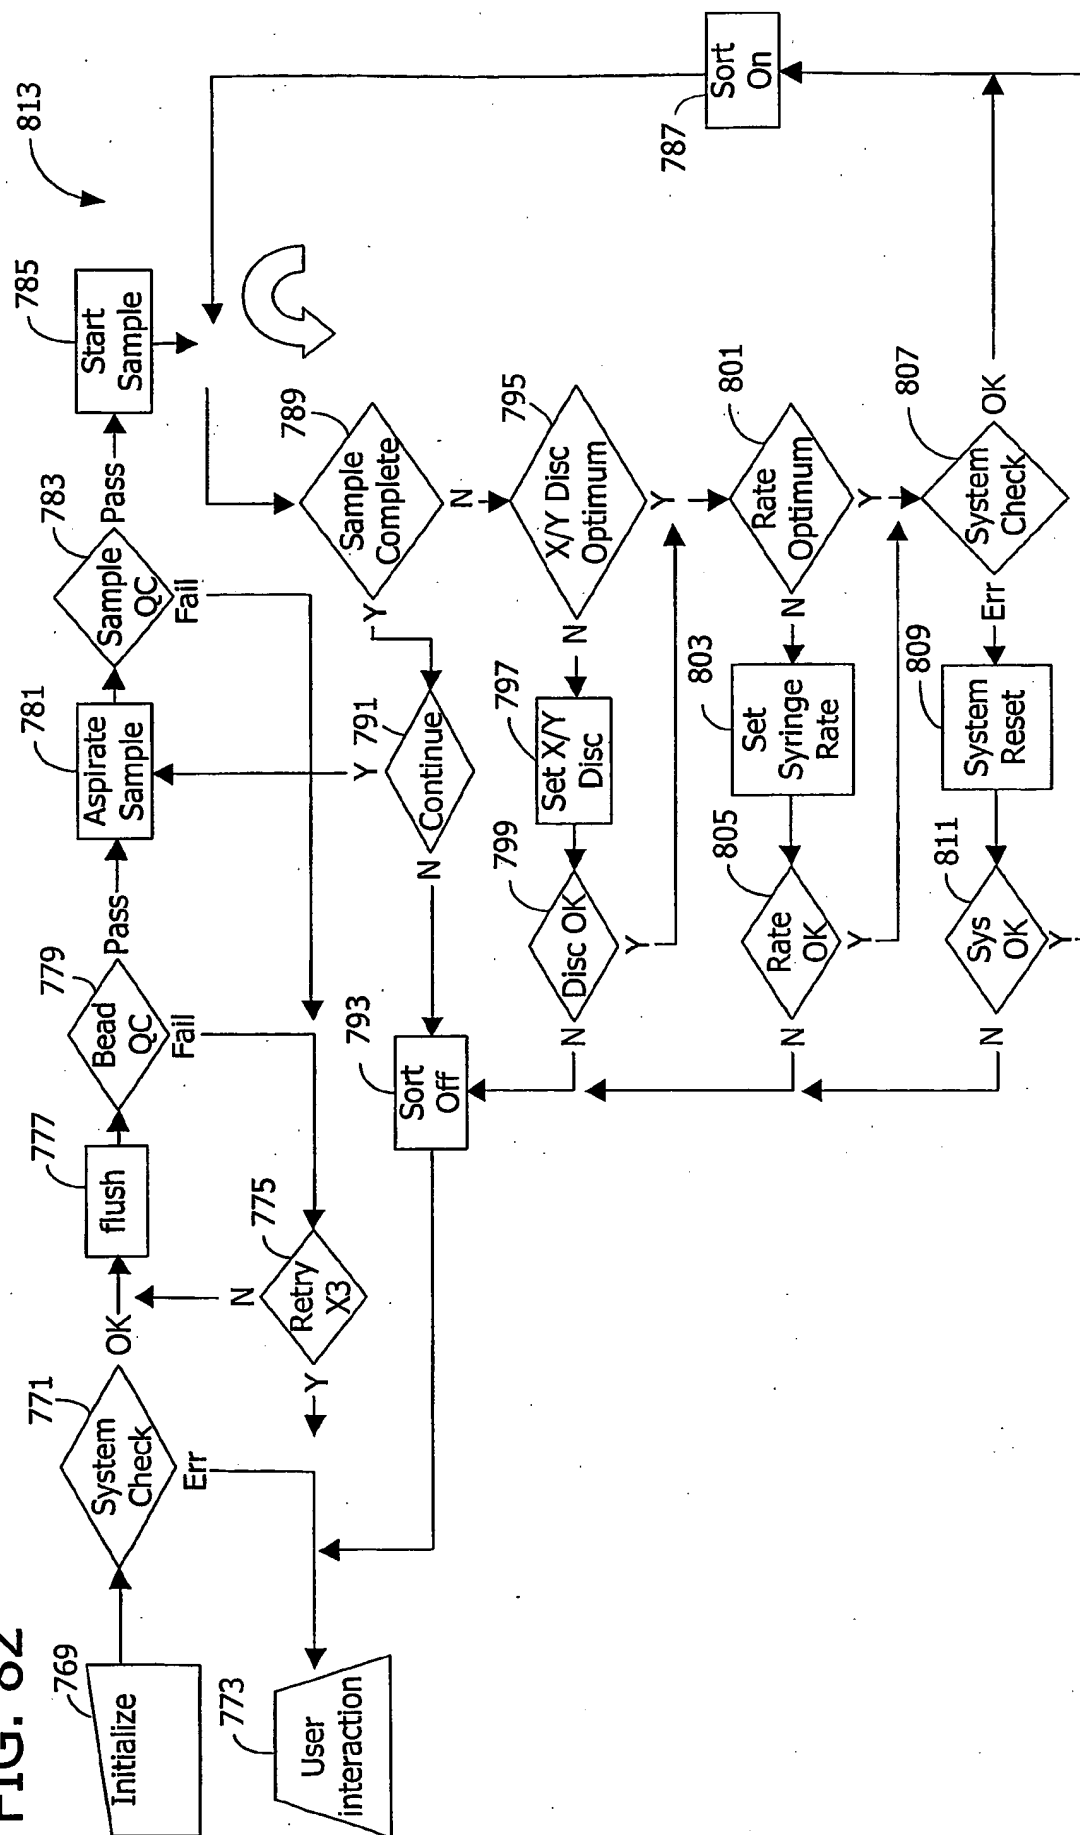 FIG. 82
813
769
Initialize
771
System
Check
OK
Err
777
flush
779
Bead
QC
Pass
Fail
781
Aspirate
Sample
783
Sample
QC
Pass
Fail
785
Start
Sample
773
User
interaction
775
Retry
X3
N
Y
787
Sort
On
789
Sample
Complete
Y
N
791
Continue
Y
N
793
Sort
Off
795
X/Y Disc
Optimum
N
Y
797
Set X/Y
Disc
799
Disc OK
N
Y
801
Rate
Optimum
N
Y
803
Set
Syringe
Rate
805
Rate
OK
N
Y
807
System
Check
OK
Err
809
System
Reset
811
Sys
OK
N
Y